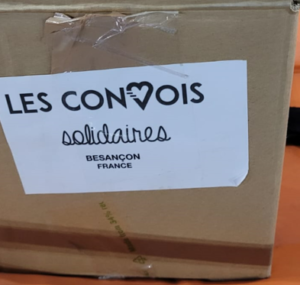 LES CONVOIS
solidaires
BESANÇON
FRANCE